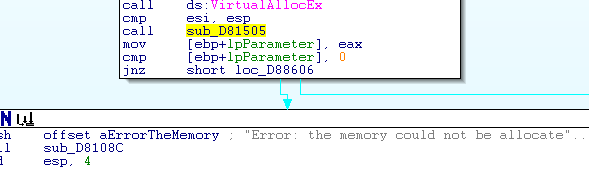 call ds:VirtualAllocEx
cmp esi, esp
call sub_D81505
mov [ebp+lpParameter], eax
cmp [ebp+lpParameter], 0
jnz short loc_D88606
sh offset aErrorTheMemory ; "Error: the memory could not be allocate"...
ll sub_D8108C
d esp, 4